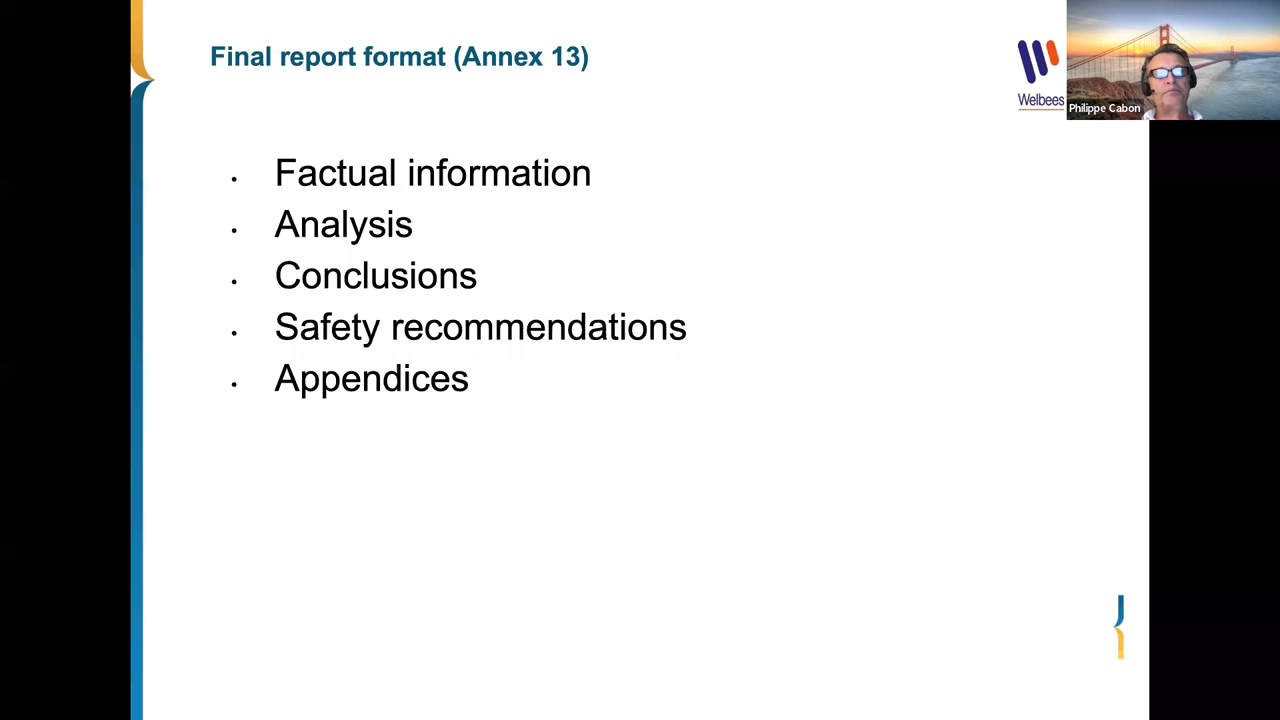 Final report format (Annex 13)
Welbees
Philippe Cabon
• Factual information
• Analysis
• Conclusions
• Safety recommendations
• Appendices